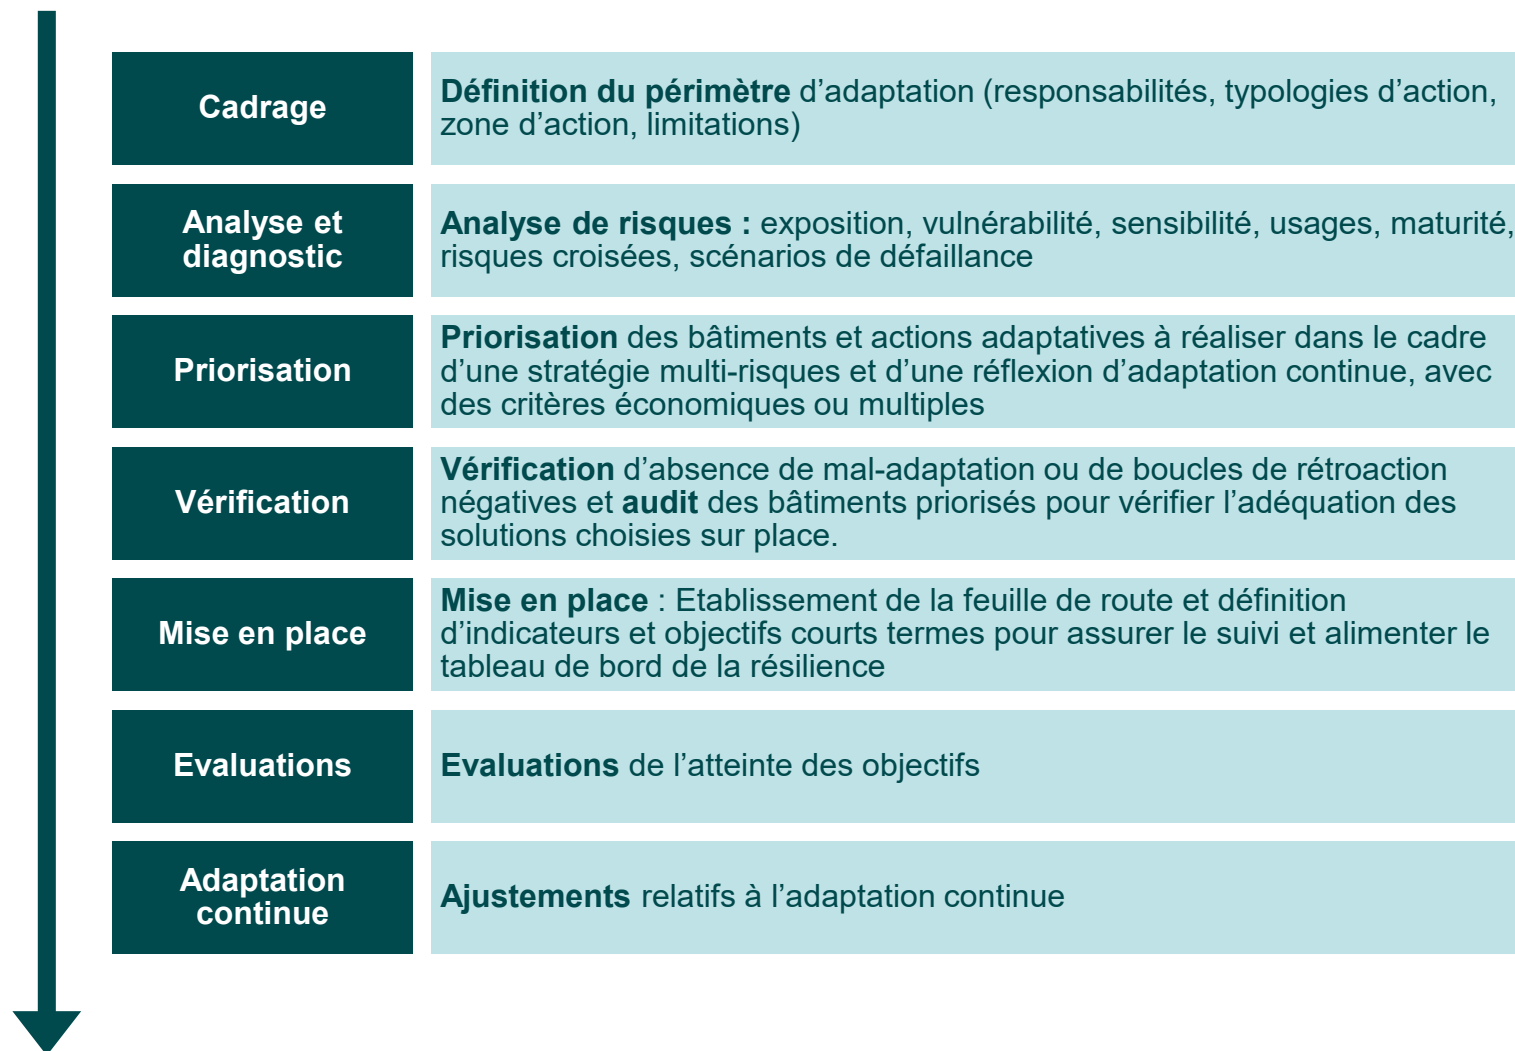 Cadrage
Définition du périmètre d’adaptation (responsabilités, typologies d’action,
zone d’action, limitations)
Analyse et
diagnostic
Analyse de risques : exposition, vulnérabilité, sensibilité, usages, maturité,
risques croisées, scénarios de défaillance
Priorisation
Priorisation des bâtiments et actions adaptatives à réaliser dans le cadre
d’une stratégie multi-risques et d’une réflexion d’adaptation continue, avec
des critères économiques ou multiples
Vérification
Vérification d’absence de mal-adaptation ou de boucles de rétroaction
négatives et audit des bâtiments priorisés pour vérifier l’adéquation des
solutions choisies sur place.
Mise en place
Mise en place : Etablissement de la feuille de route et définition
d’indicateurs et objectifs courts termes pour assurer le suivi et alimenter le
tableau de bord de la résilience
Evaluations
Evaluations de l’atteinte des objectifs
Adaptation
continue
Ajustements relatifs à l’adaptation continue